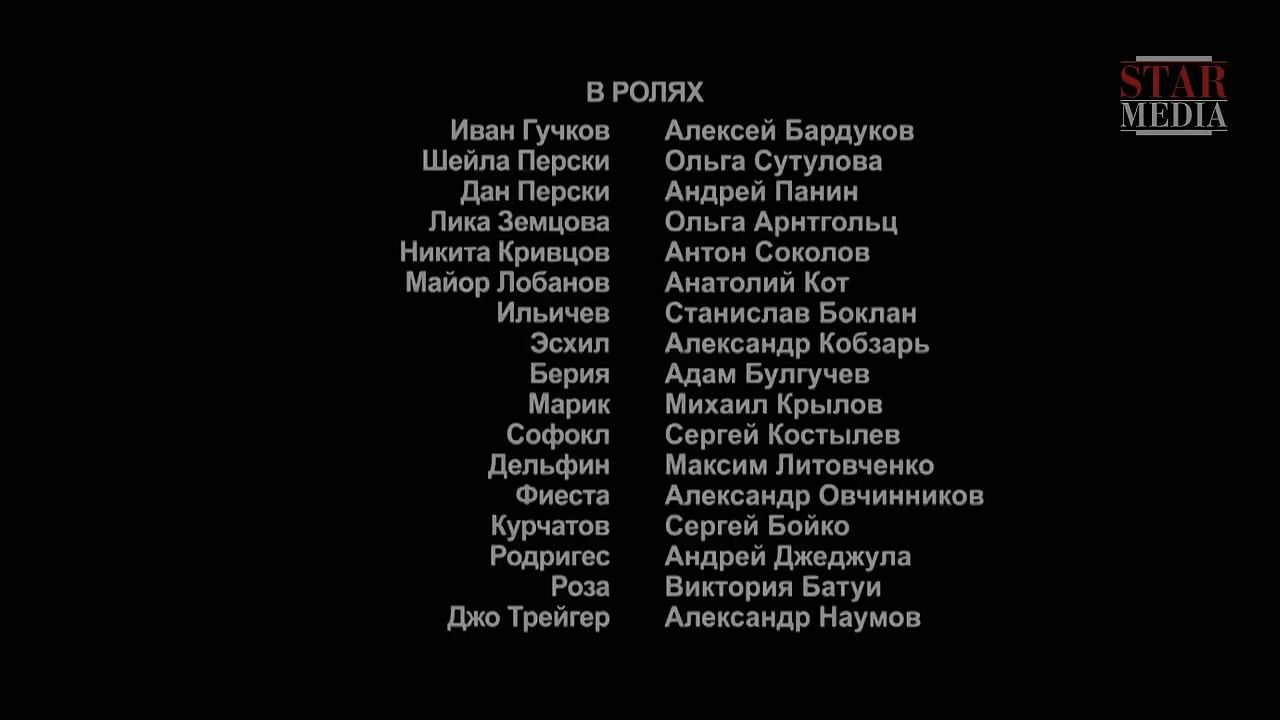 В РОЛЯХ
STAR
MEDIA
Иван Гучков Алексей Бардуков
Шейла Перски Ольга Сутулова
Дан Перски Андрей Панин
Лика Земцова Ольга Арнтгольц
Никита Кривцов Антон Соколов
Майор Лобанов Анатолий Кот
Ильичев Станислав Боклан
Эсхил Александр Кобзарь
Берия Адам Булгучев
Марик Михаил Крылов
Софокл Сергей Костылев
Дельфин Максим Литовченко
Фиеста Александр Овчинников
Курчатов Сергей Бойко
Родригес Андрей Джеджула
Роза Виктория Батуи
Джо Трейгер Александр Наумов